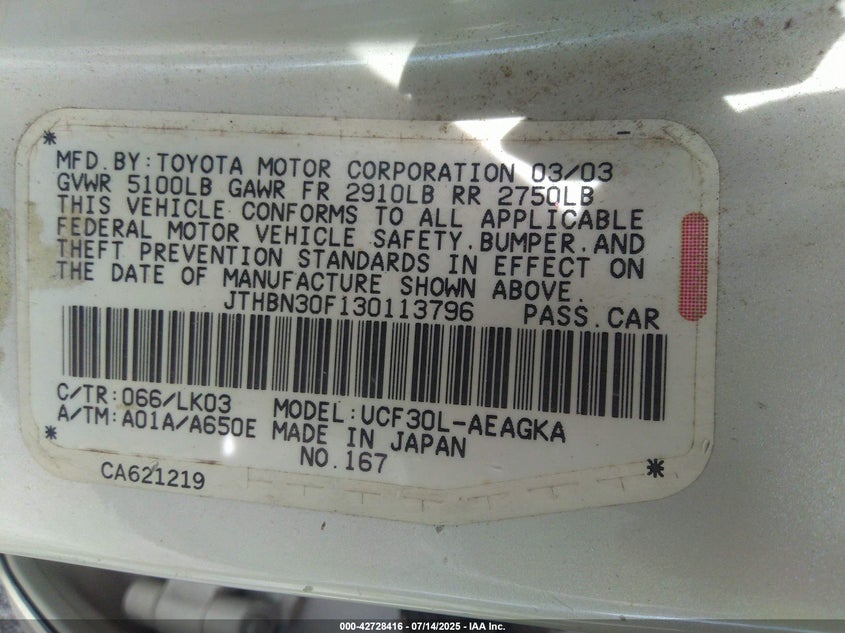 MFD. BY: TOYOTA MOTOR CORPORATION 03/03
GVWR 5100LB GAWR FR 2910LB RR 2750LB
THIS VEHICLE CONFORMS TO ALL APPLICABLE
FEDERAL MOTOR VEHICLE SAFETY, BUMPER, AND
THEFT PREVENTION STANDARDS IN EFFECT ON
THE DATE OF MANUFACTURE SHOWN ABOVE.
JTHBN30F130113796 PASS. CAR
C/TR: 066/LK03 MODEL: UCF30L-AEAGKA
A/TM: A01A/A650E MADE IN JAPAN
NO. 167
CA621219
000-42728416 - 07/14/2025 - IAA Inc.